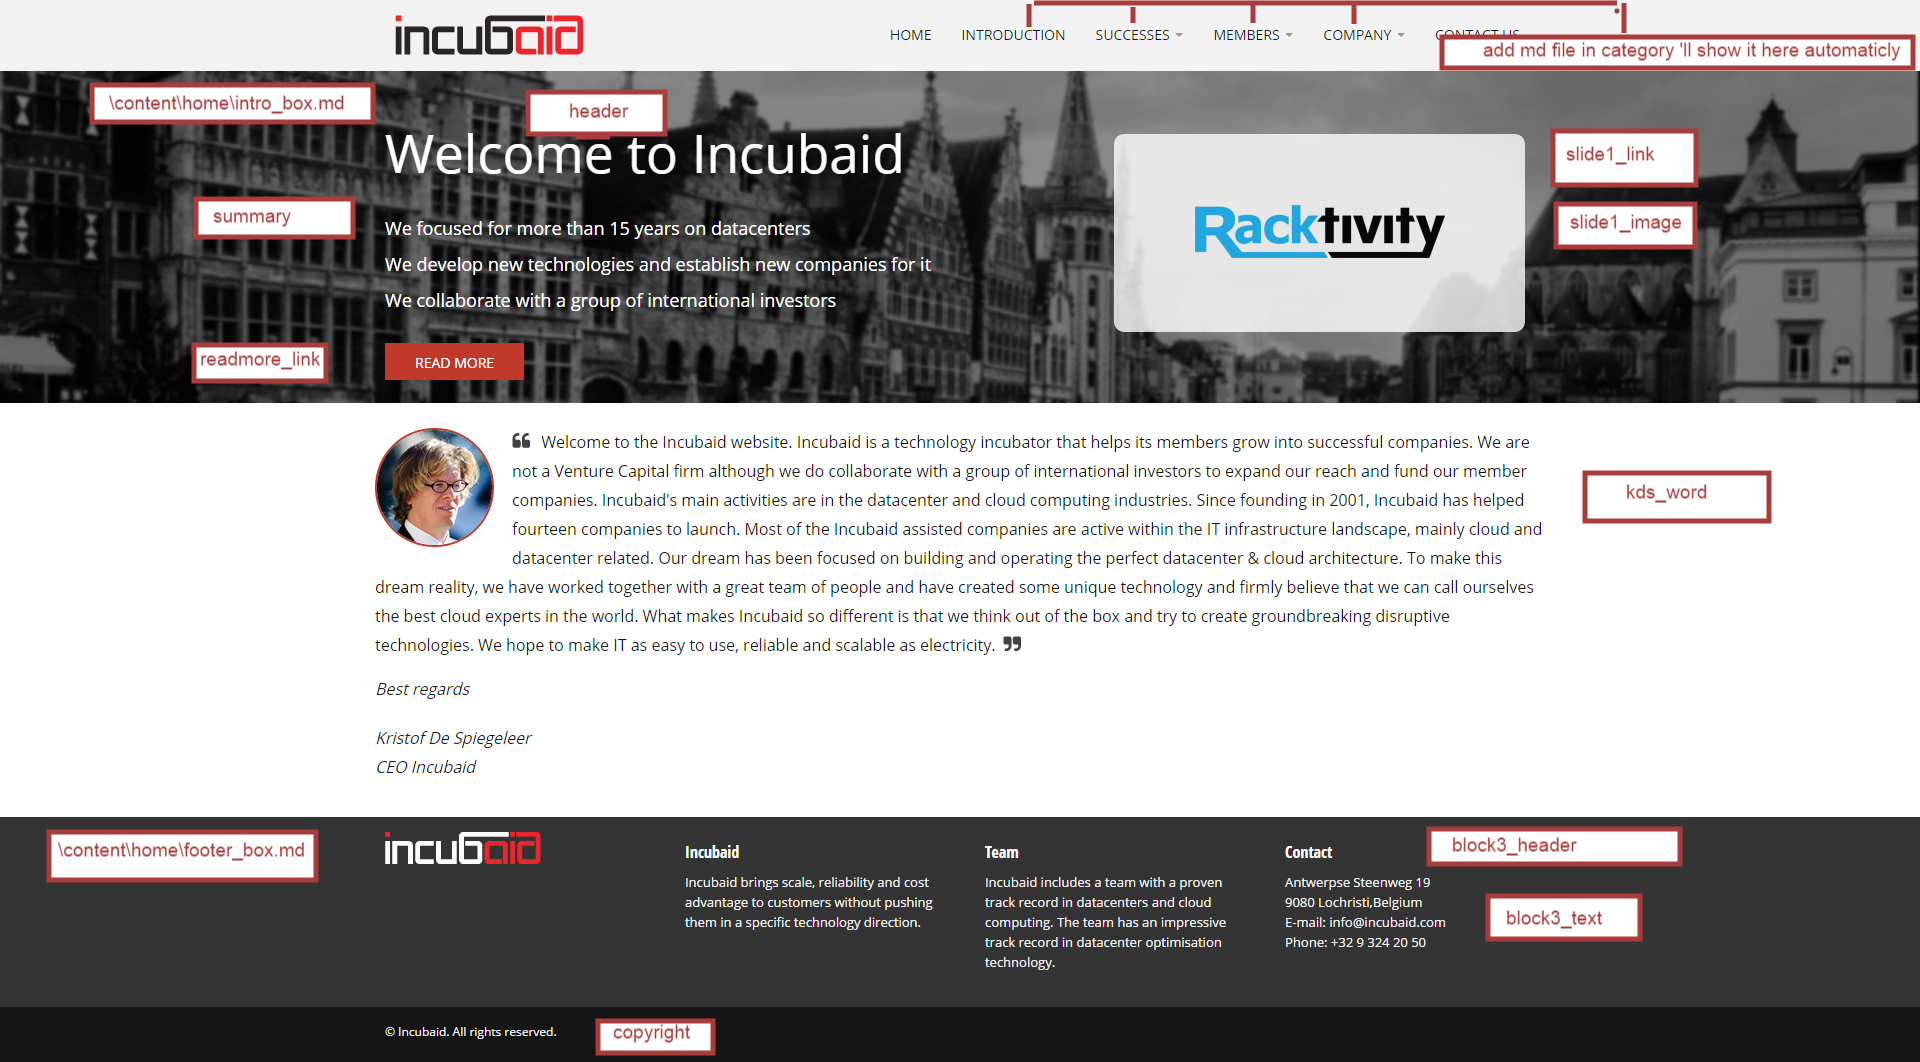 incubaid
HOME INTRODUCTION SUCCESSES MEMBERS COMPANY CONTACT US
add md file in category 'll show it here automaticly
\content\home\intro_box.md
header
Welcome to Incubaid
slide1_link
summary
Racktivity
slide1_image
We focused for more than 15 years on datacenters
We develop new technologies and establish new companies for it
We collaborate with a group of international investors
readmore_link
READ MORE
Welcome to the Incubaid website. Incubaid is a technology incubator that helps its members grow into successful companies. We are
not a Venture Capital firm although we do collaborate with a group of international investors to expand our reach and fund our member
companies. Incubaid's main activities are in the datacenter and cloud computing industries. Since founding in 2001, Incubaid has helped
fourteen companies to launch. Most of the Incubaid assisted companies are active within the IT infrastructure landscape, mainly cloud and
datacenter related. Our dream has been focused on building and operating the perfect datacenter & cloud architecture. To make this
dream reality, we have worked together with a great team of people and have created some unique technology and firmly believe that we can call ourselves
the best cloud experts in the world. What makes Incubaid so different is that we think out of the box and try to create groundbreaking disruptive
technologies. We hope to make IT as easy to use, reliable and scalable as electricity.
kds_word
Best regards
Kristof De Spiegeleer
CEO Incubaid
\content\home\footer_box.md
incubaid
Incubaid
Incubaid brings scale, reliability and cost
advantage to customers without pushing
them in a specific technology direction.
Team
Incubaid includes a team with a proven
track record in datacenters and cloud
computing. The team has an impressive
track record in datacenter optimisation
technology.
Contact
Antwerpse Steenweg 19
9080 Lochristi,Belgium
E-mail: info@incubaid.com
Phone: +32 9 324 20 50
block3_header
block3_text
© Incubaid. All rights reserved.
copyright